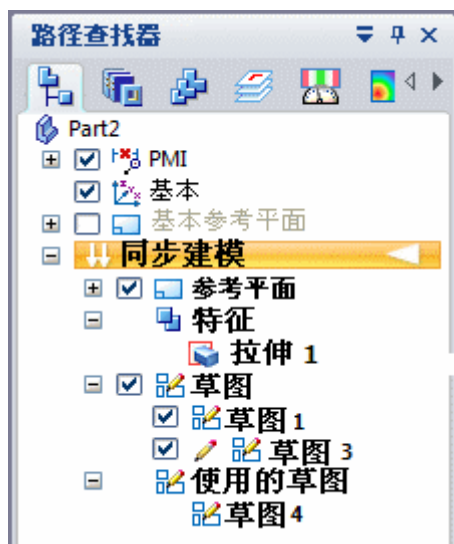 路径查找器
Part2
PMI
基本
基本参考平面
同步建模
参考平面
特征
拉伸 1
草图
草图 1
草图 3
使用的草图
草图 4